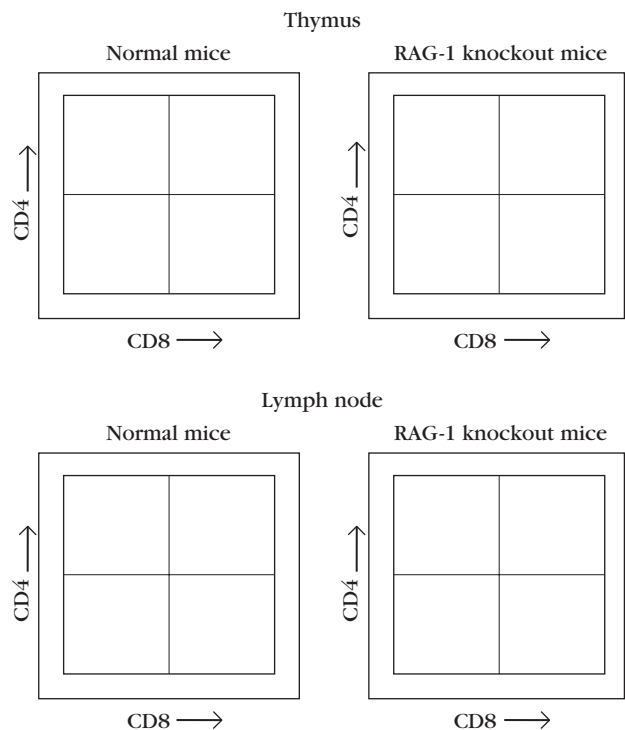 Thymus
Normal mice RAG-1 knockout mice
CD4 CD4
CD8 CD8
Lymph node
Normal mice RAG-1 knockout mice
CD4 CD4
CD8 CD8